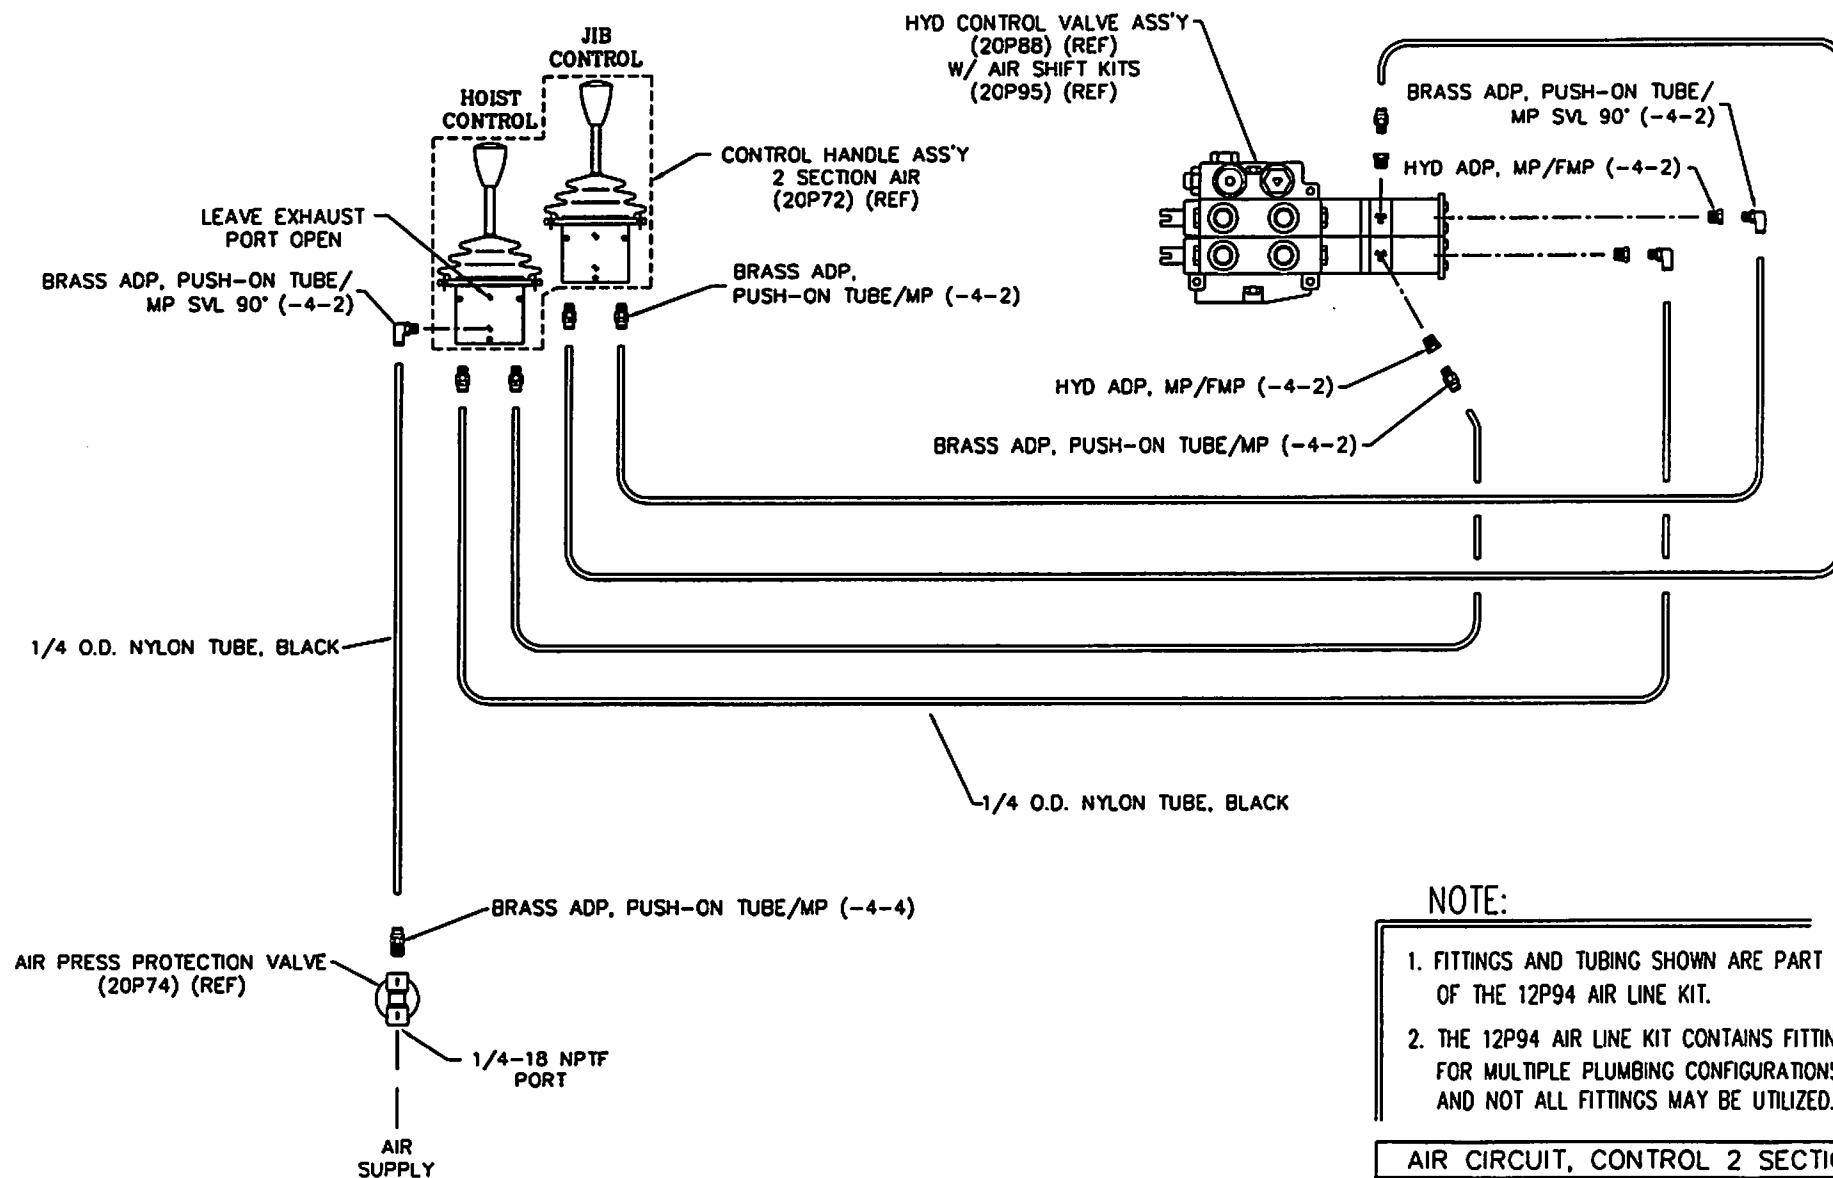 JIB
CONTROL
HOIST
CONTROL
HYD CONTROL VALVE ASS'Y
(20P88) (REF)
W/ AIR SHIFT KITS
(20P95) (REF)
BRASS ADP, PUSH-ON TUBE/
MP SVL 90° (-4-2)
HYD ADP, MP/FMP (-4-2)
CONTROL HANDLE ASS'Y
2 SECTION AIR
(20P72) (REF)
LEAVE EXHAUST
PORT OPEN
BRASS ADP, PUSH-ON TUBE/
MP SVL 90° (-4-2)
BRASS ADP,
PUSH-ON TUBE/MP (-4-2)
HYD ADP, MP/FMP (-4-2)
BRASS ADP, PUSH-ON TUBE/MP (-4-2)
1/4 O.D. NYLON TUBE, BLACK
1/4 O.D. NYLON TUBE, BLACK
BRASS ADP, PUSH-ON TUBE/MP (-4-4)
AIR PRESS PROTECTION VALVE
(20P74) (REF)
1/4-18 NPTF
PORT
AIR
SUPPLY
NOTE:
1. FITTINGS AND TUBING SHOWN ARE PART
OF THE 12P94 AIR LINE KIT.
2. THE 12P94 AIR LINE KIT CONTAINS FITTIN
FOR MULTIPLE PLUMBING CONFIGURATIONS
AND NOT ALL FITTINGS MAY BE UTILIZED.
AIR CIRCUIT, CONTROL 2 SECTIO